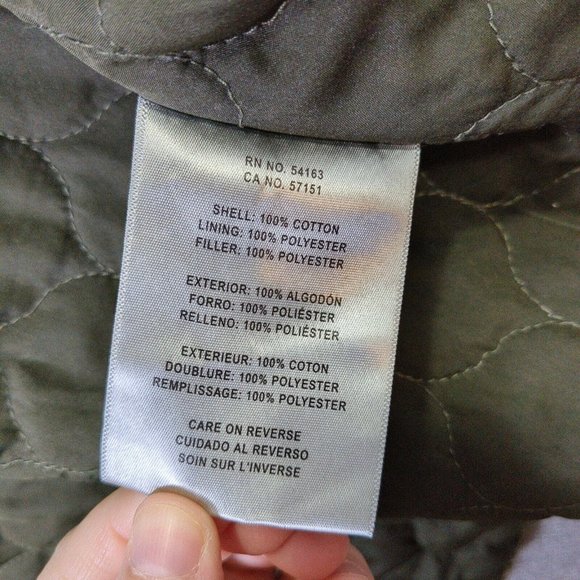 RN NO. 54163
CA NO. 57151
SHELL: 100% COTTON
LINING: 100% POLYESTER
FILLER: 100% POLYESTER
EXTERIOR: 100% ALGODÓN
FORRO: 100% POLIÉSTER
RELLENO: 100% POLIÉSTER
EXTERIEUR: 100% COTON
DOUBLURE: 100% POLYESTER
REMPLISSAGE: 100% POLYESTER
CARE ON REVERSE
CUIDADO AL REVERSO
SOIN SUR L'INVERSE